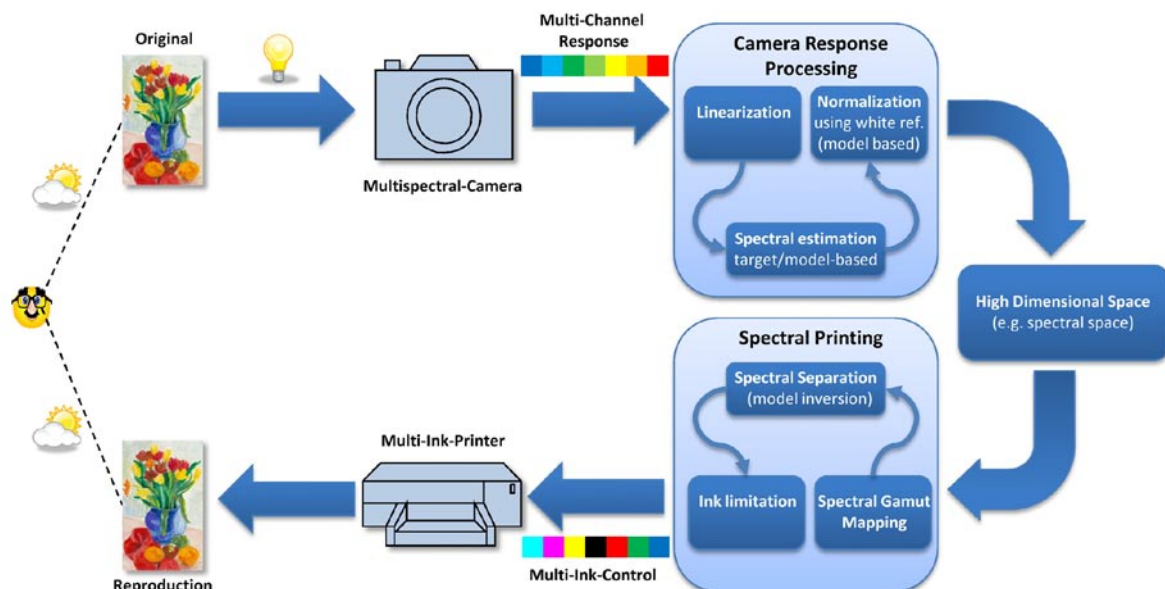 Original
Multi-Channel
Response
Multispectral-Camera
Camera Response
Processing
Linearization
Normalization
using white ref.
(model based)
Spectral estimation
target/model-based
High Dimensional Space
(e.g. spectral space)
Spectral Printing
Spectral Separation
(model inversion)
Ink limitation
Spectral Gamut
Mapping
Multi-Ink-Printer
Multi-Ink-Control
Reproduction